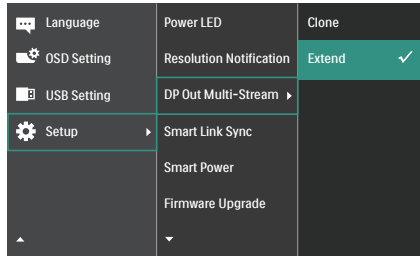 Language
OSD Setting
USB Setting
Setup
Power LED
Resolution Notification
DP Out Multi-Stream
Smart Link Sync
Smart Power
Firmware Upgrade
Clone
Extend